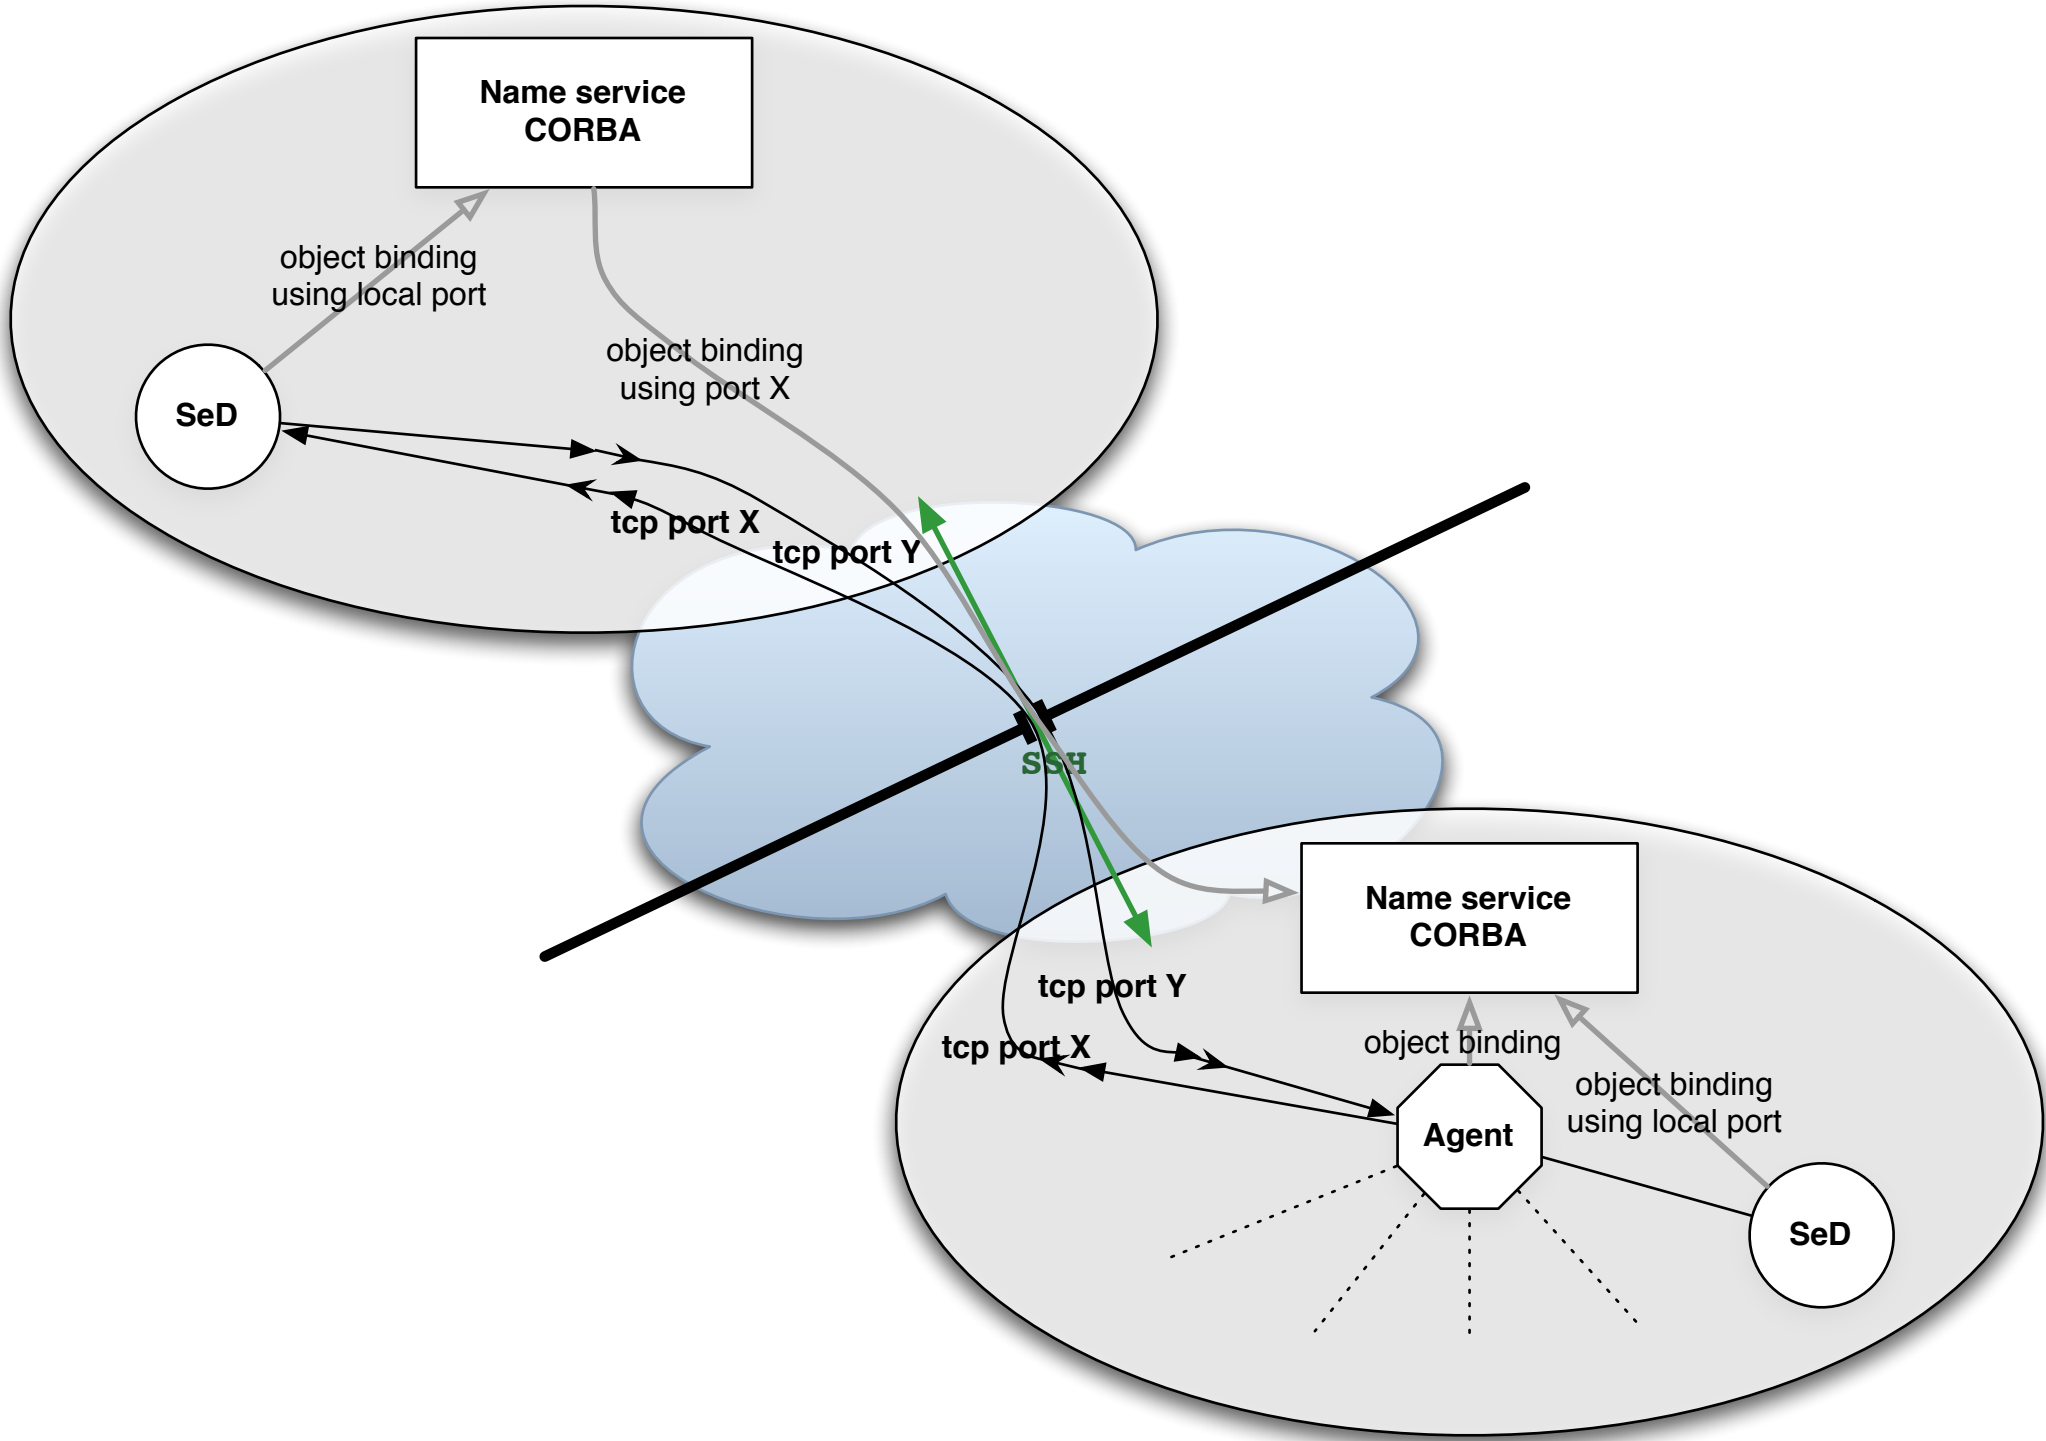 Name service
CORBA
object binding
using local port
object binding
using port X
SeD
tcp port X
tcp port Y
SSH
Name service
CORBA
tcp port Y
tcp port X
object binding
object binding
using local port
Agent
SeD